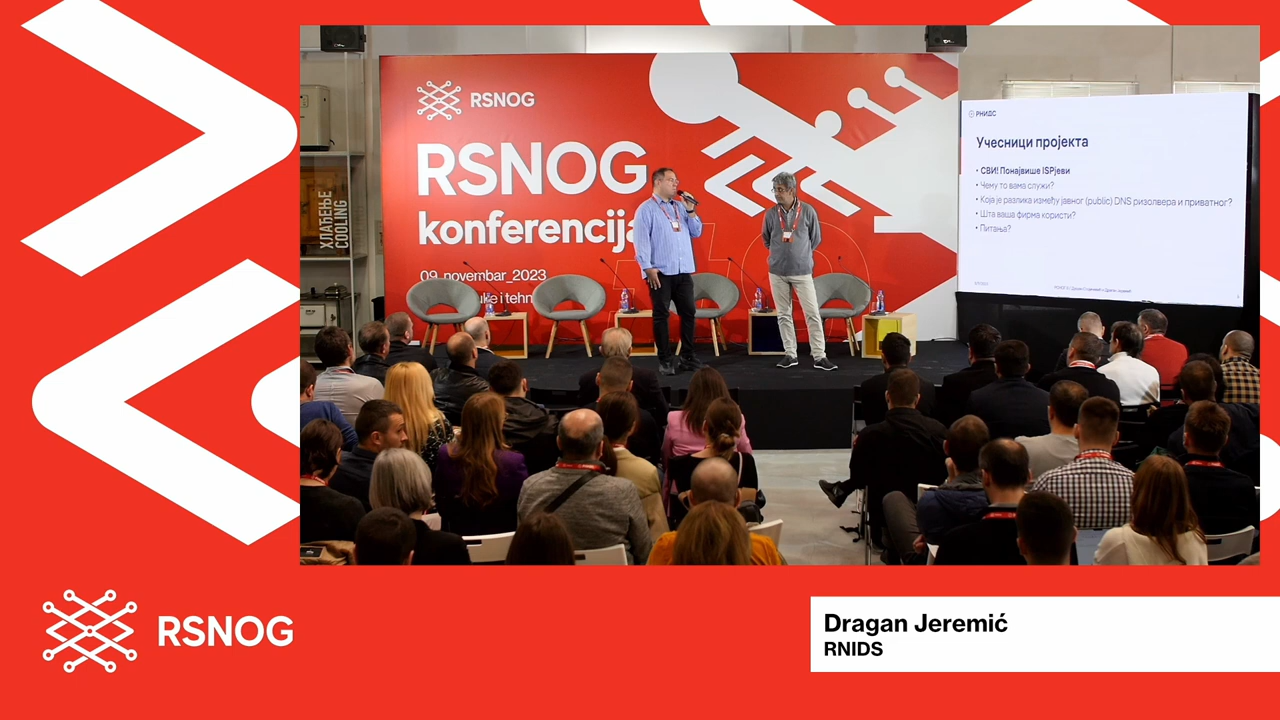 RSNOG
RSNOG
konferencija
09_novembar_2023
ХЛАЂЕЊЕ
COOLING
РНИДС
Учесници пројекта
• СВИ! Понајвише ISPјеви
• Чему то вама служи?
• Која је разлика између јавног (public) DNS ризолвера и приватног?
• Шта ваша фирма користи?
• Питања?
RSNOG
Dragan Jeremić
RNIDS